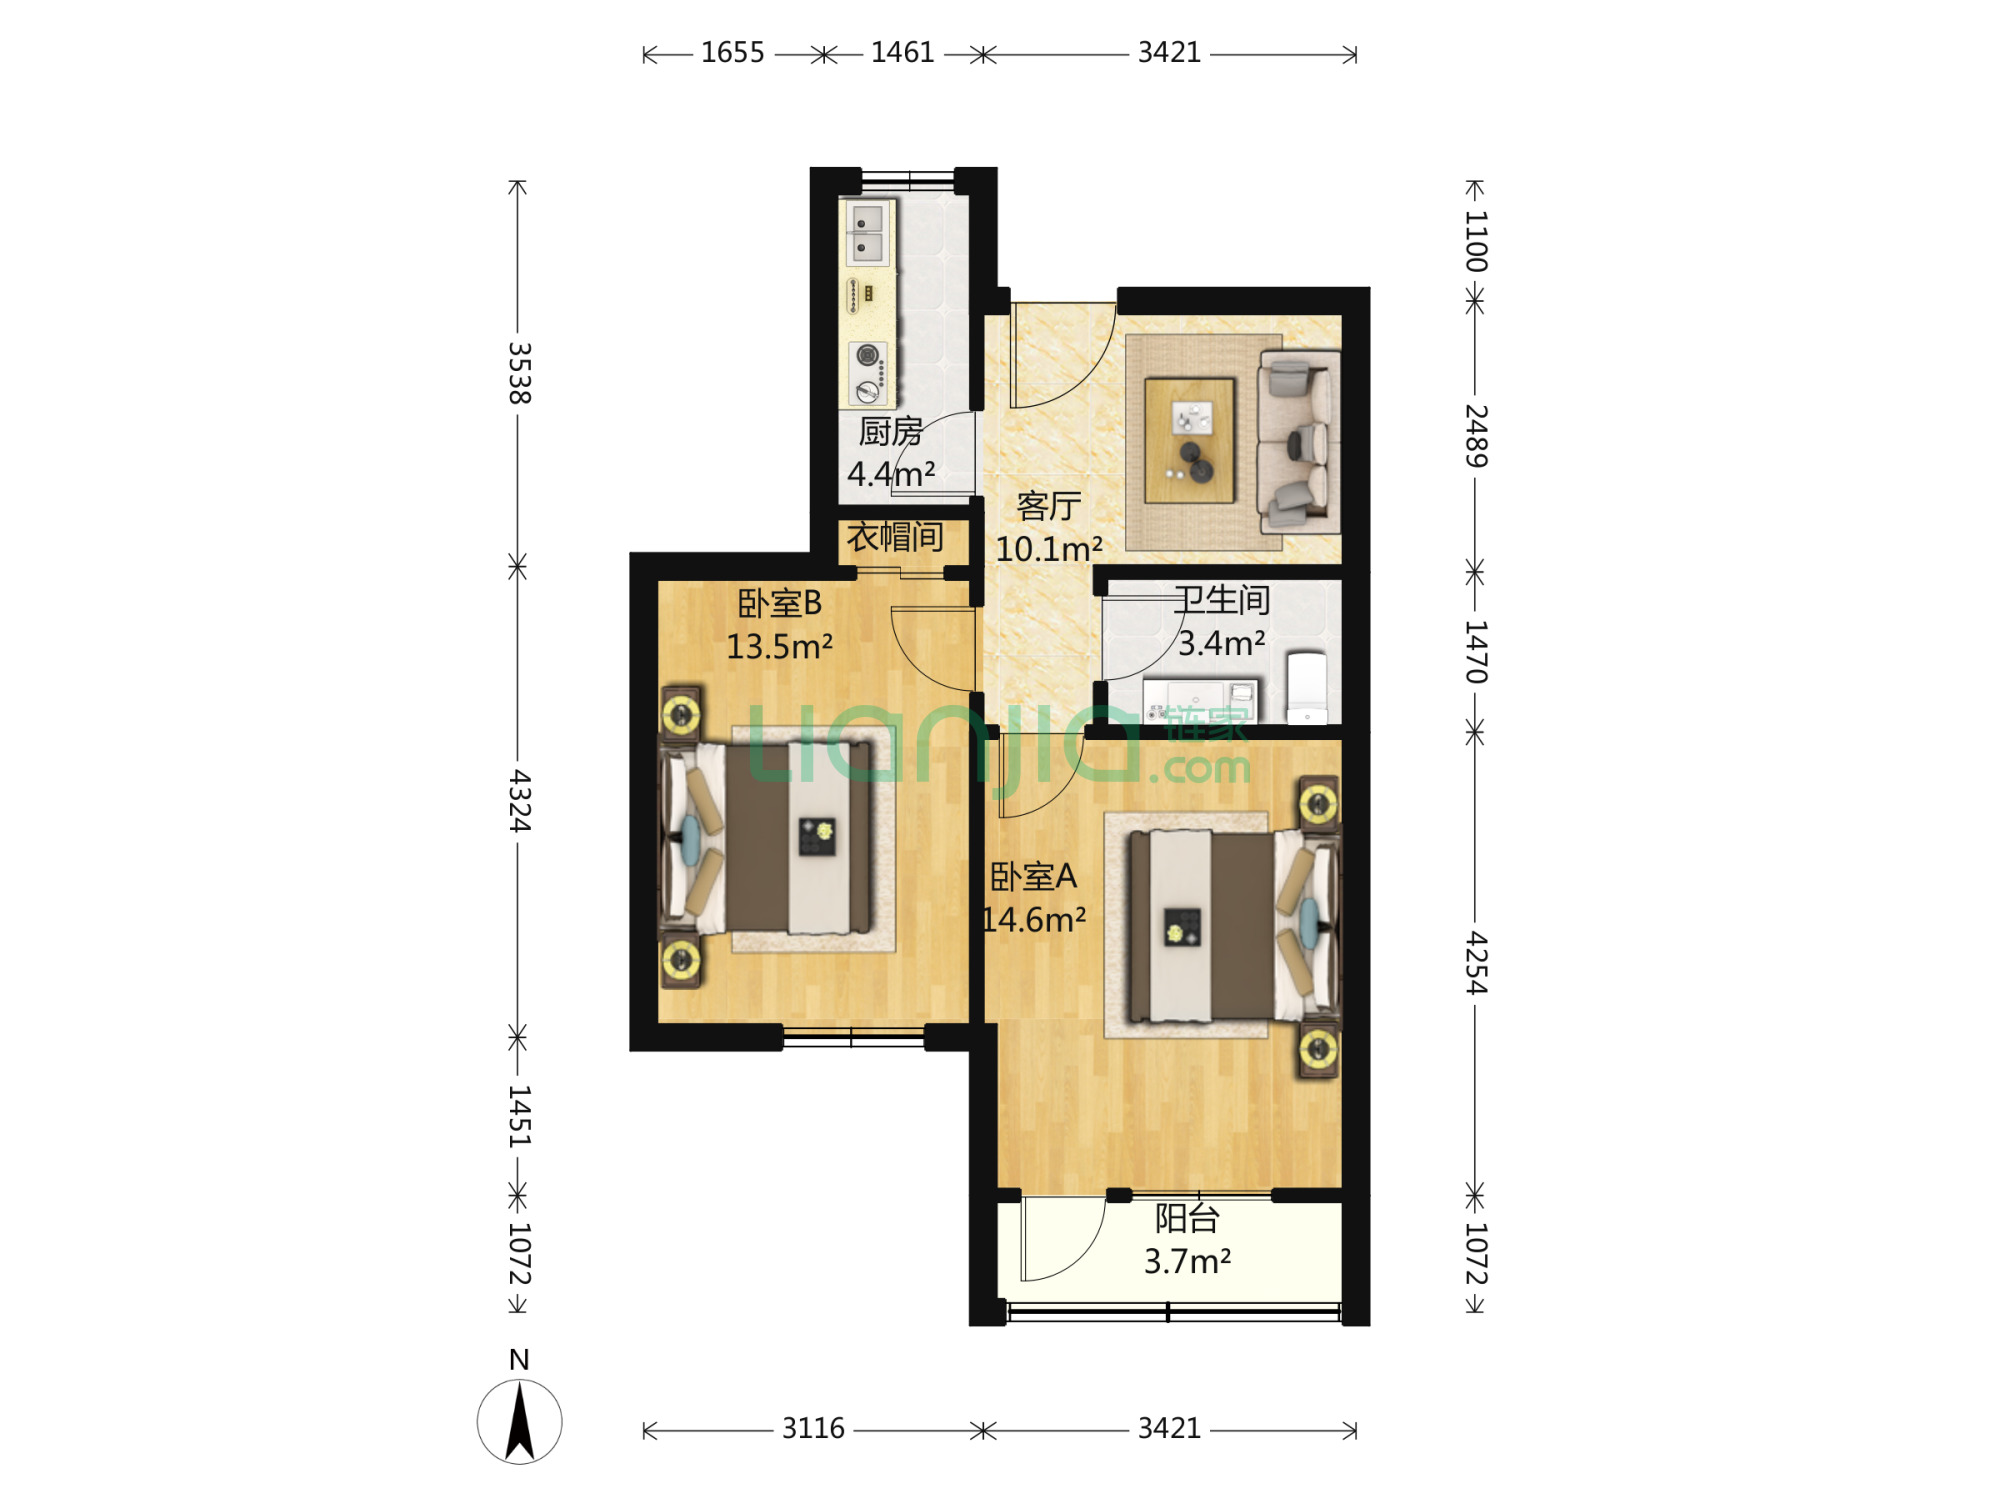 1655
1461
3421
3538
4324
1451
1072
1100
2489
1470
4254
1072
厨房
4.4m²
衣帽间
客厅
10.1m²
卧室B
13.5m²
卫生间
3.4m²
Lianjia 链家
.com
卧室A
14.6m²
阳台
3.7m²
N
3116
3421